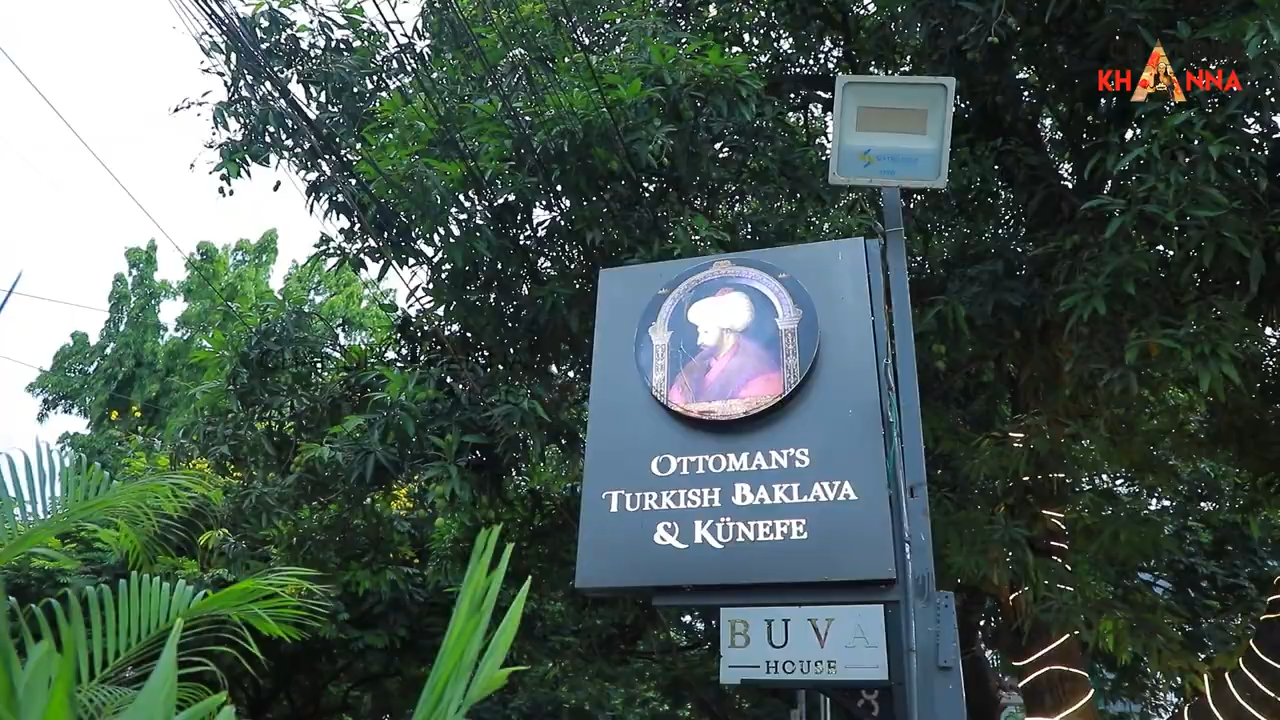 KHANNA
OTTOMAN'S
TURKISH BAKLAVA
& KÜNEFE
BUVA
HOUSE